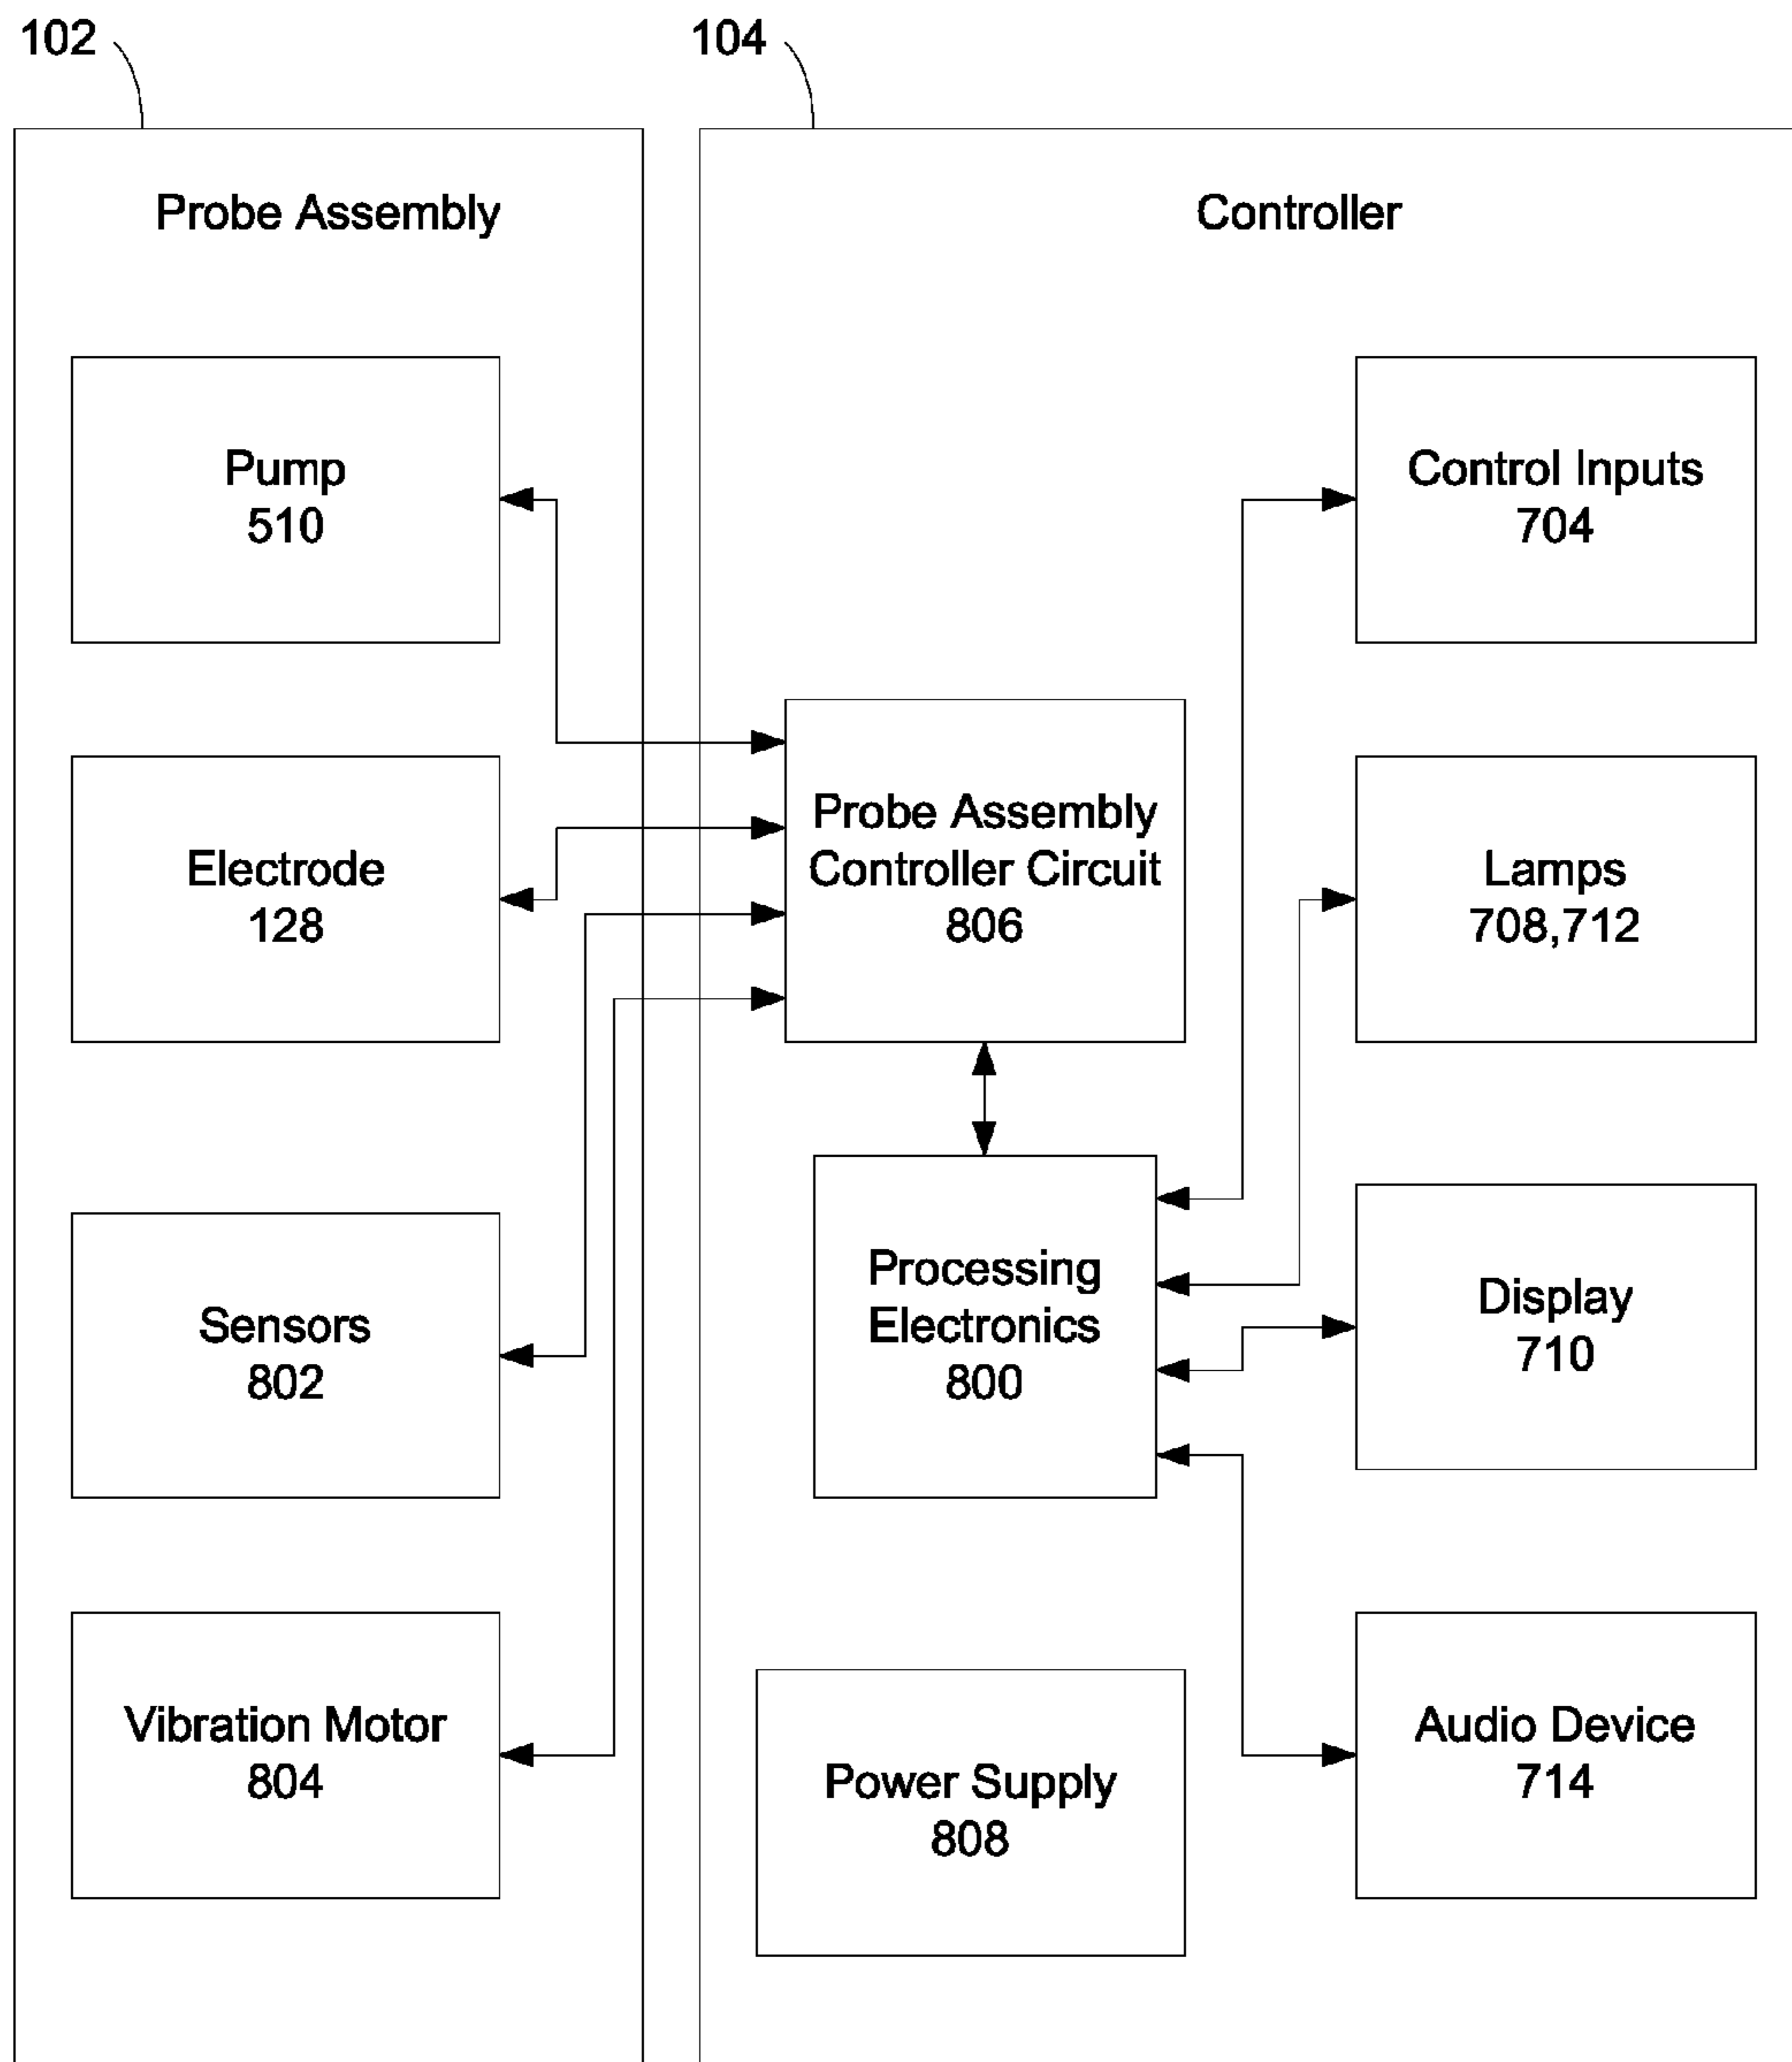 102
104
Probe Assembly
Controller
Pump
510
Control Inputs
704
Electrode
128
Probe Assembly
Controller Circuit
806
Lamps
708,712
Sensors
802
Processing
Electronics
800
Display
710
Vibration Motor
804
Power Supply
808
Audio Device
714